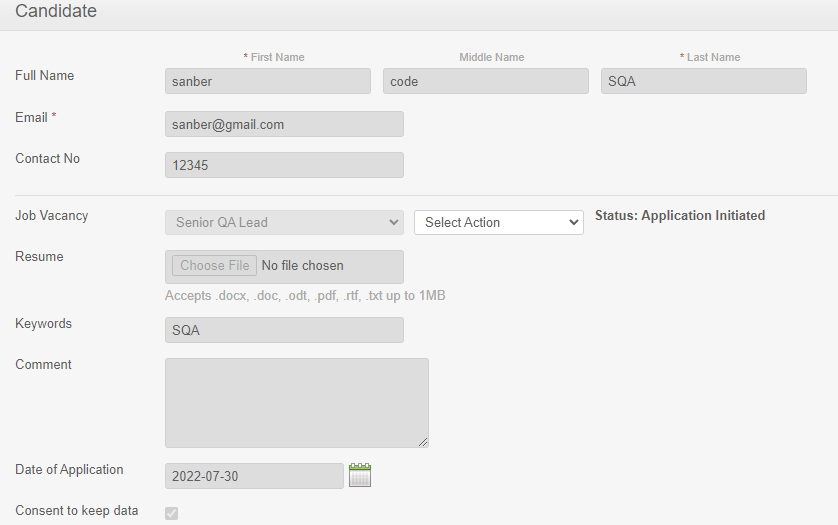 Candidate
* First Name Middle Name * Last Name
Full Name sanber code SQA
Email * sanber@gmail.com
Contact No 12345
Job Vacancy Senior QA Lead Select Action Status: Application Initiated
Resume Choose File No file chosen
Accepts .docx, .doc, .odt, .pdf, .rtf, .txt up to 1MB
Keywords SQA
Comment
Date of Application 2022-07-30
Consent to keep data